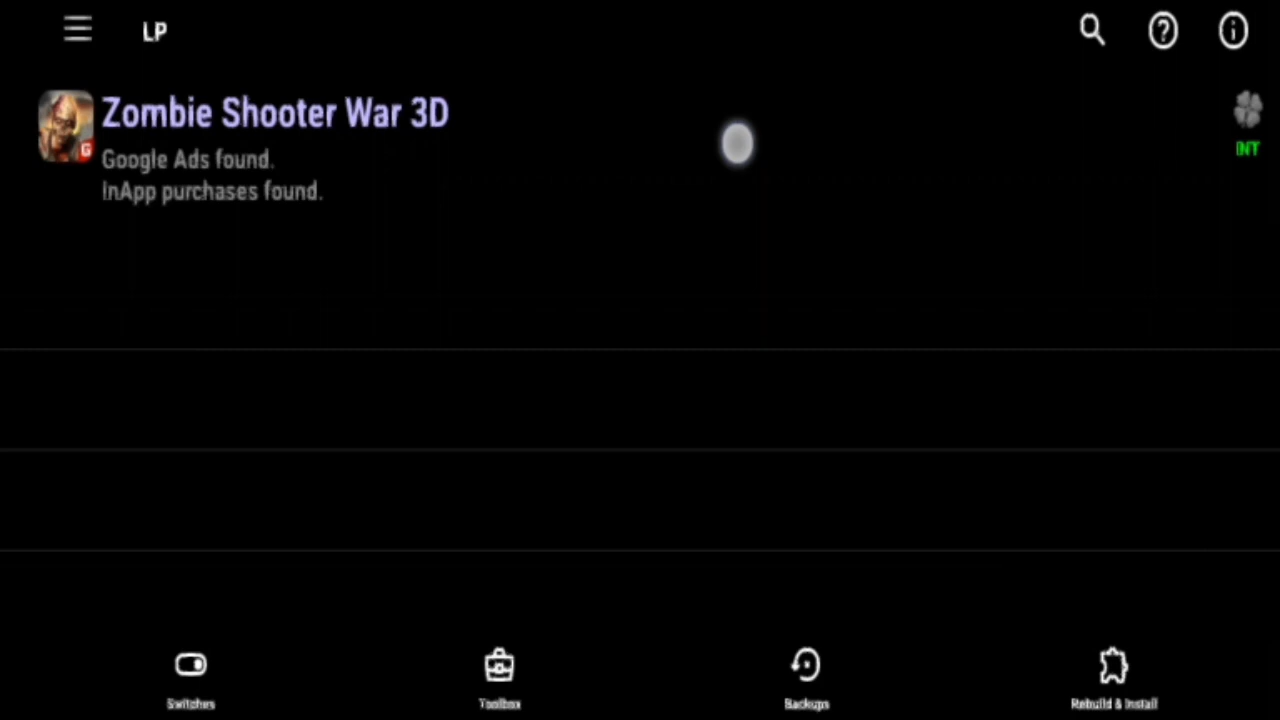 LP
Zombie Shooter War 3D
G
Google Ads found.
InApp purchases found.
INT
Switches
Toolbox
Backups
Rebuild & Install